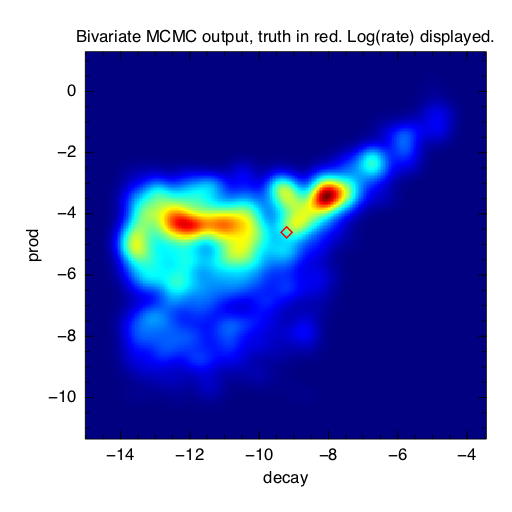 Bivariate MCMC output, truth in red. Log(rate) displayed.
0
−2
−4
−6
−8
−10
prod
−14 −12 −10 −8 −6 −4
decay